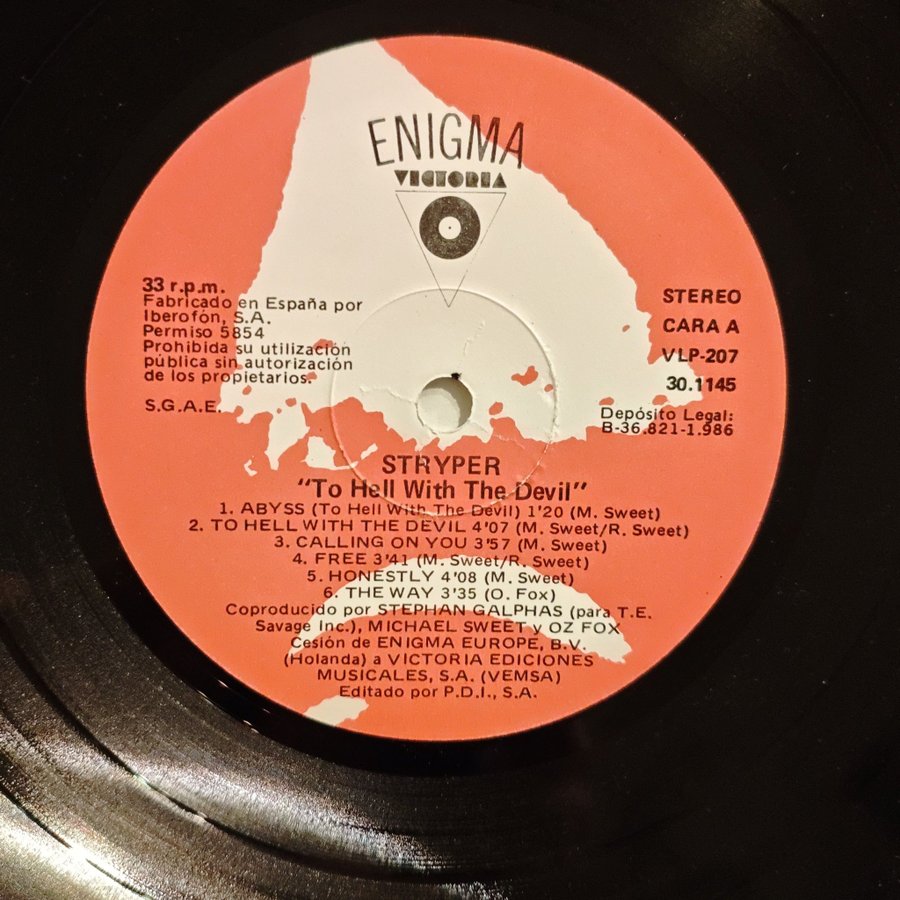 ENIGMA
VICTORIA
33 r.p.m.
Fabricado en España por
Iberofón, S.A.
Permiso 5854
Prohibida su utilización
pública sin autorización
de los propietarios.
S.G.A.E.
STEREO
CARA A
VLP-207
30.1145
Depósito Legal:
B-36.821-1.986
STRYPER
"To Hell With The Devil"
1. ABYSS (To Hell With The Devil) 1'20 (M. Sweet)
2. TO HELL WITH THE DEVIL 4'07 (M. Sweet/R. Sweet)
3. CALLING ON YOU 3'57 (M. Sweet)
4. FREE 3'41 (M. Sweet/R. Sweet)
5. HONESTLY 4'08 (M. Sweet)
6. THE WAY 3'35 (O. Fox)
Coproducido por STEPHAN GALPHAS (para T.E.
Savage Inc.), MICHAEL SWEET y OZ FOX
Cesión de ENIGMA EUROPE, B.V.
(Holanda) a VICTORIA EDICIONES
MUSICALES, S.A. (VEMSA)
Editado por P.D.I., S.A.